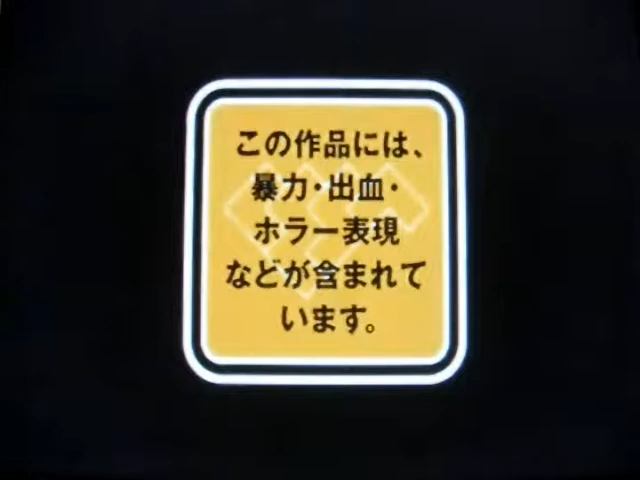 この作品には、
暴力・出血・
ホラー表現
などが含まれて
います。